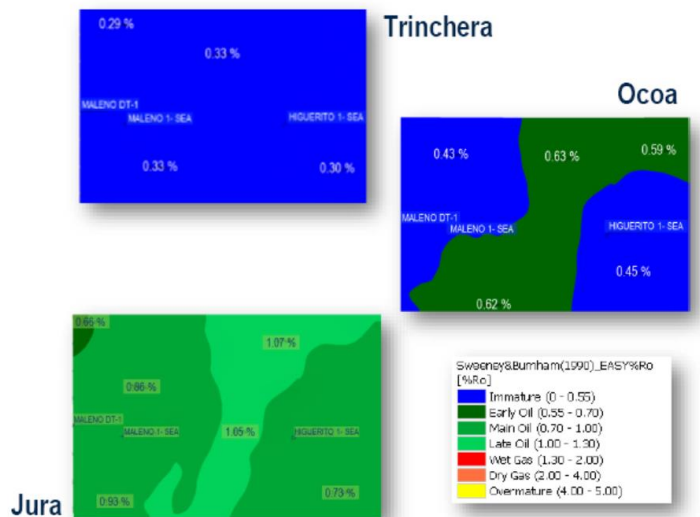 Trinchera
0.29 %
0.33 %
MALENO DT-1
MALENO 1- SEA
HIGUERITO 1- SEA
0.33 %
0.30 %
Ocoa
0.43 %
0.63 %
0.59 %
MALENO DT-1
MALENO 1- SEA
HIGUERITO 1- SEA
0.45 %
0.62 %
Jura
0.66 %
1.07 %
0.86 %
MALENO DT-1
MALENO 1- SEA
1.05 %
HIGUERITO 1- SEA
0.93 %
0.73 %
Sweeney&Burnham(1990)_EASY%Ro
[%Ro]
Immature (0 - 0.55)
Early Oil (0.55 - 0.70)
Main Oil (0.70 - 1.00)
Late Oil (1.00 - 1.30)
Wet Gas (1.30 - 2.00)
Dry Gas (2.00 - 4.00)
Overmature (4.00 - 5.00)